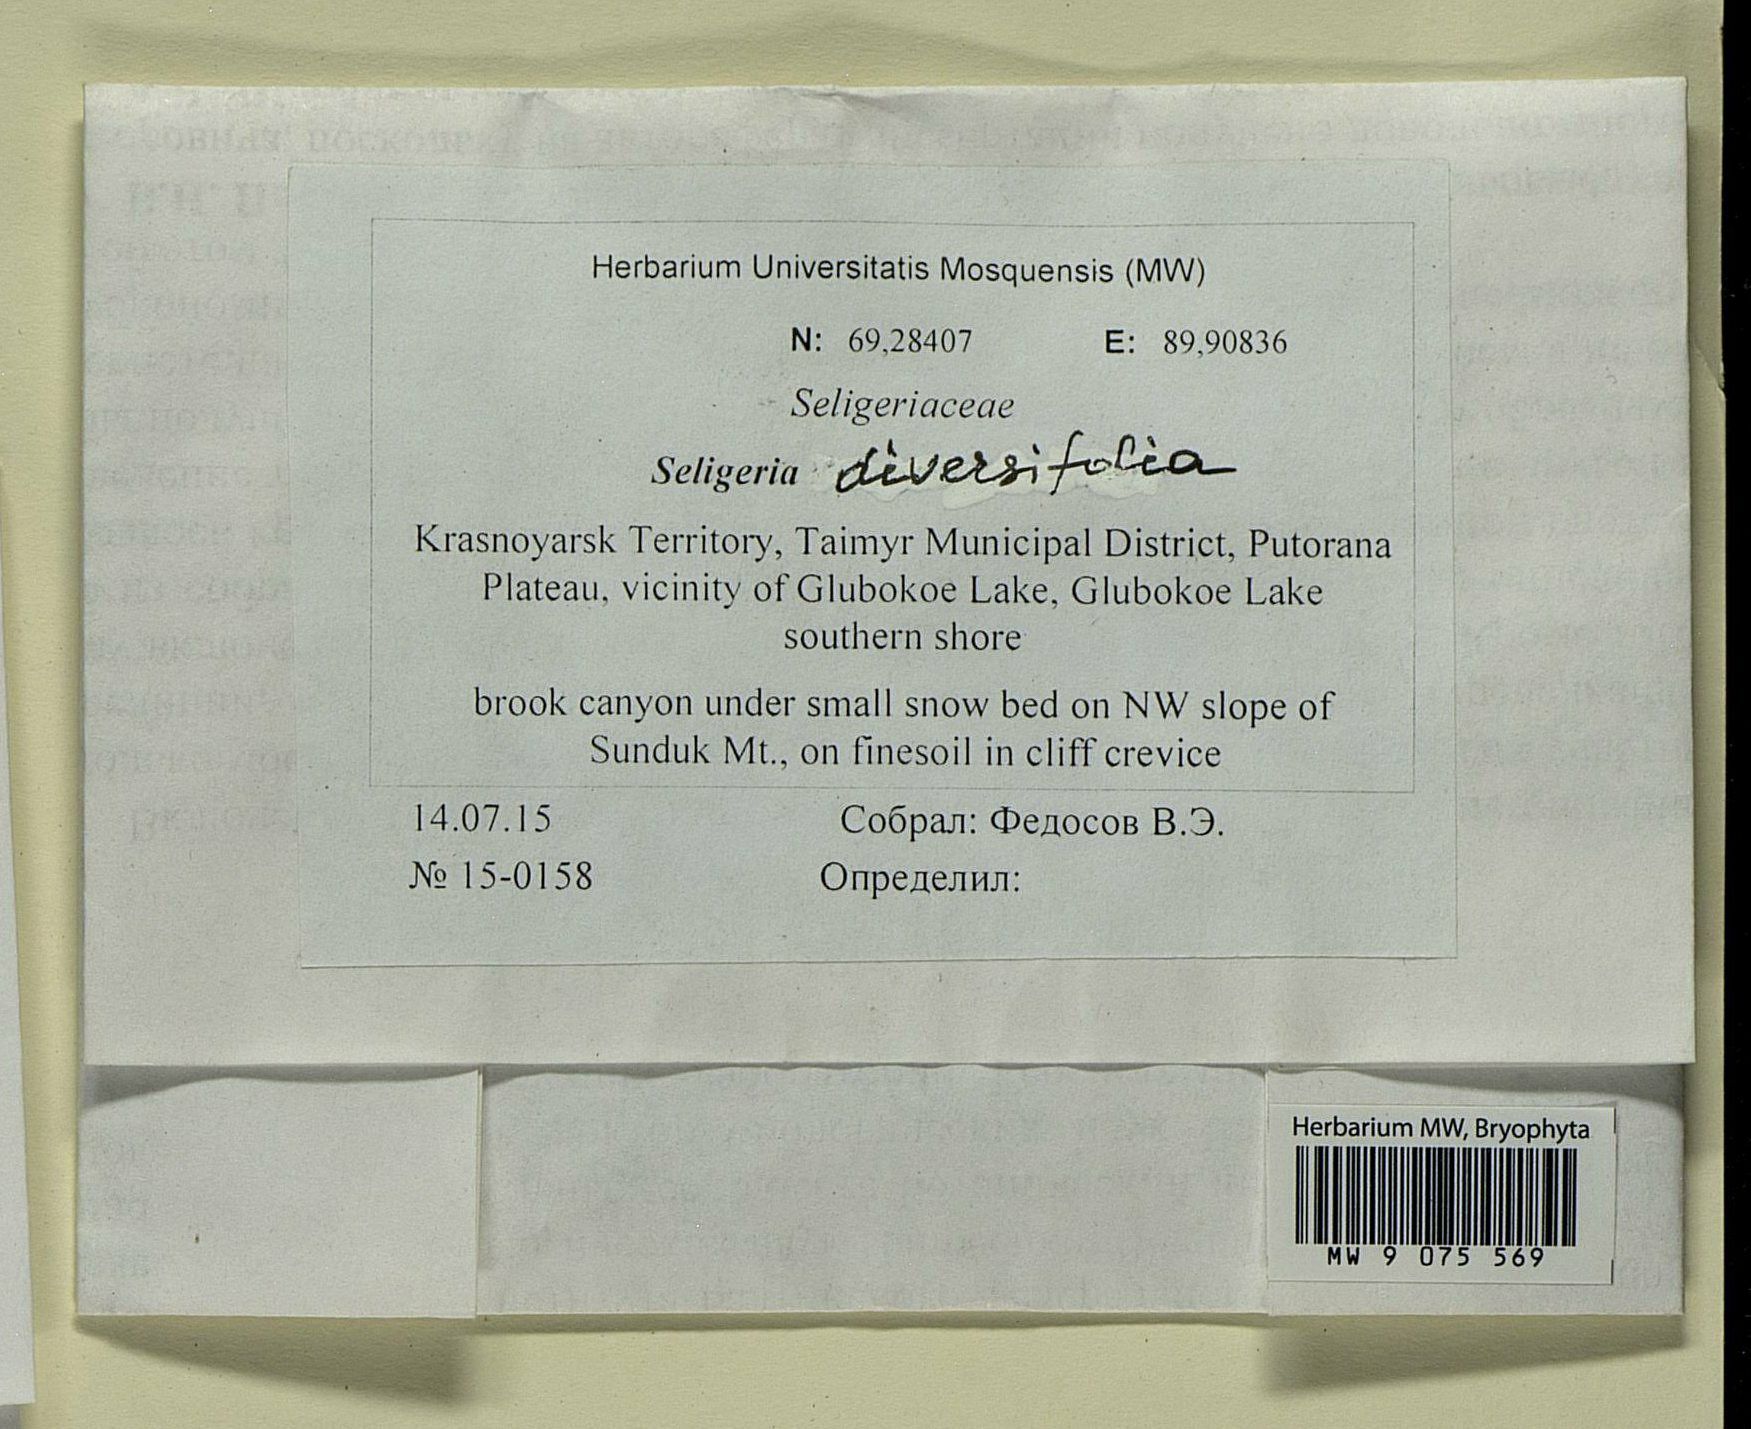 Herbarium Universitatis Mosquensis (MW)
N: 69,28407 E: 89,90836
Seligeriaceae
Seligeria diversifolia
Krasnoyarsk Territory, Taimyr Municipal District, Putorana
Plateau, vicinity of Glubokoe Lake, Glubokoe Lake
southern shore
brook canyon under small snow bed on NW slope of
Sunduk Mt., on finesoil in cliff crevice
14.07.15 Собрал: Федосов В.Э.
№ 15-0158 Определил:
Herbarium MW, Bryophyta
MW 9 075 569